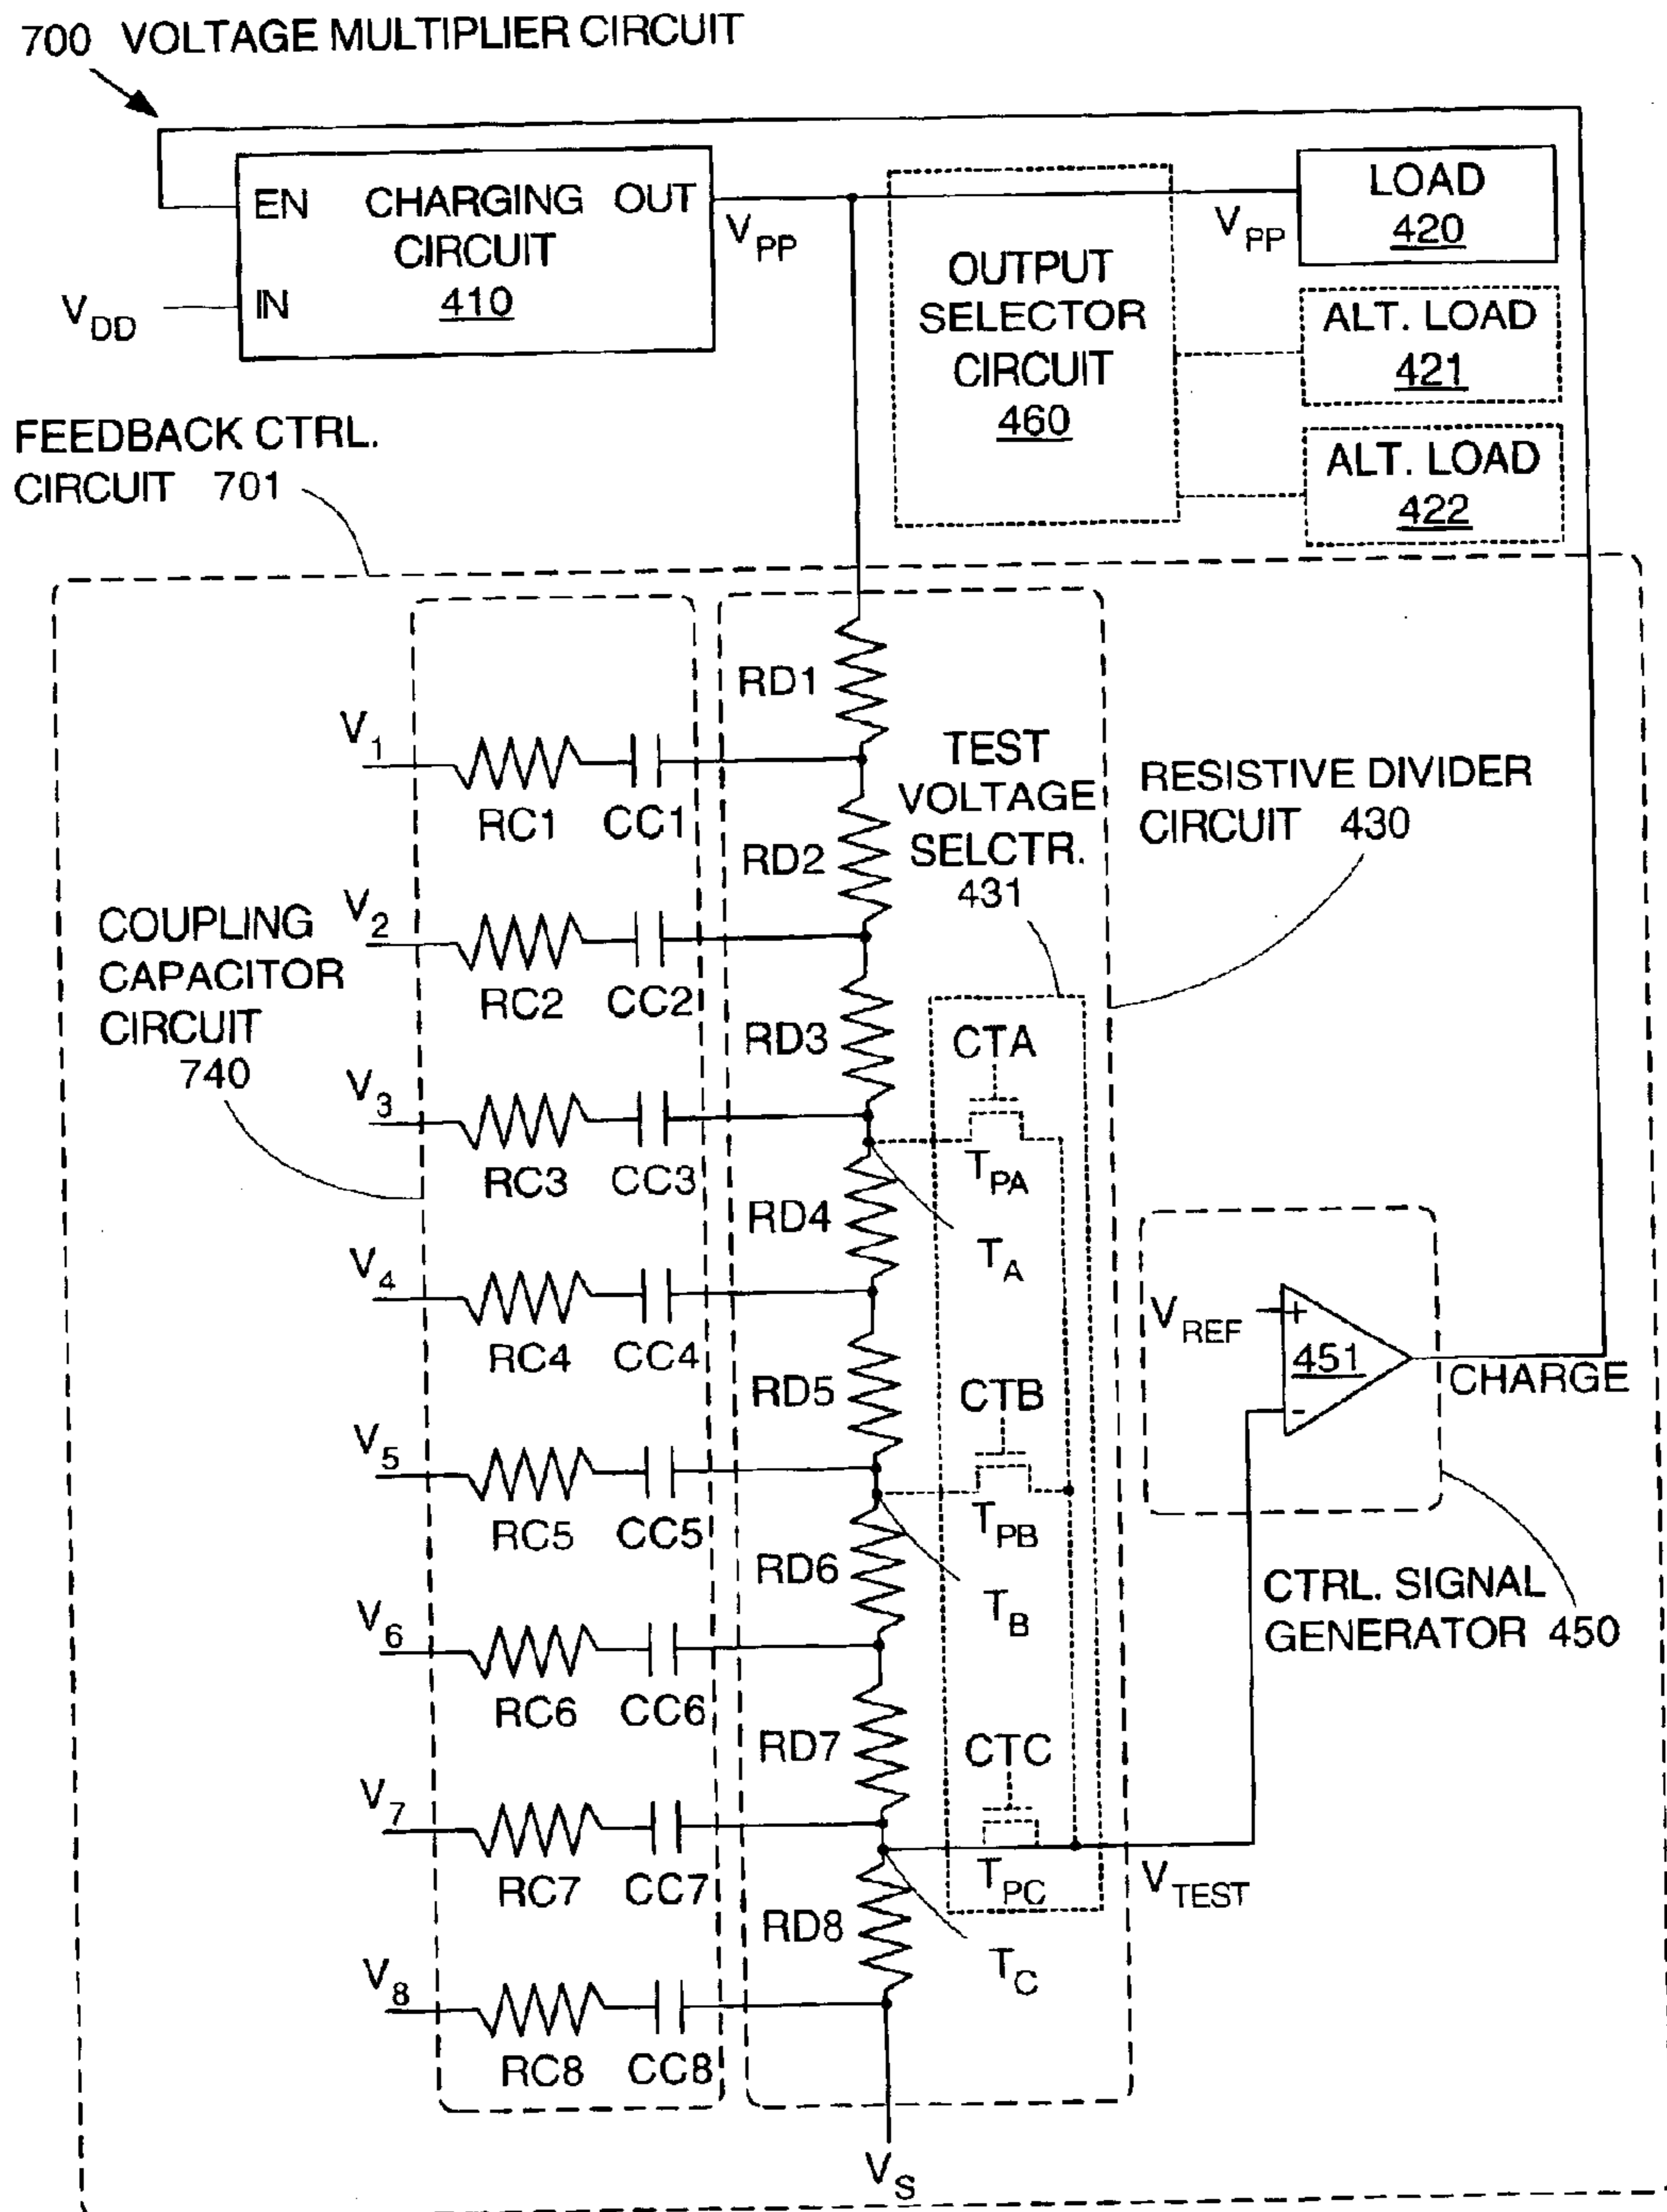 700 VOLTAGE MULTIPLIER CIRCUIT
EN CHARGING OUT
CIRCUIT
410
IN
VDD
VPP
VPP
LOAD
420
OUTPUT
SELECTOR
CIRCUIT
460
ALT. LOAD
421
ALT. LOAD
422
FEEDBACK CTRL.
CIRCUIT 701
RD1
V1
RC1 CC1
TEST
VOLTAGE
SELCTR.
431
RESISTIVE DIVIDER
CIRCUIT 430
RD2
COUPLING
CAPACITOR
CIRCUIT
740
V2
RC2 CC2
RD3
CTA
V3
RC3 CC3
TPA
TA
RD4
V4
RC4 CC4
VREF
+
451
-
CHARGE
RD5
CTB
V5
RC5 CC5
TPB
TB
RD6
CTRL. SIGNAL
GENERATOR 450
V6
RC6 CC6
RD7
CTC
V7
RC7 CC7
TPC
VTEST
RD8
TC
V8
RC8 CC8
VS